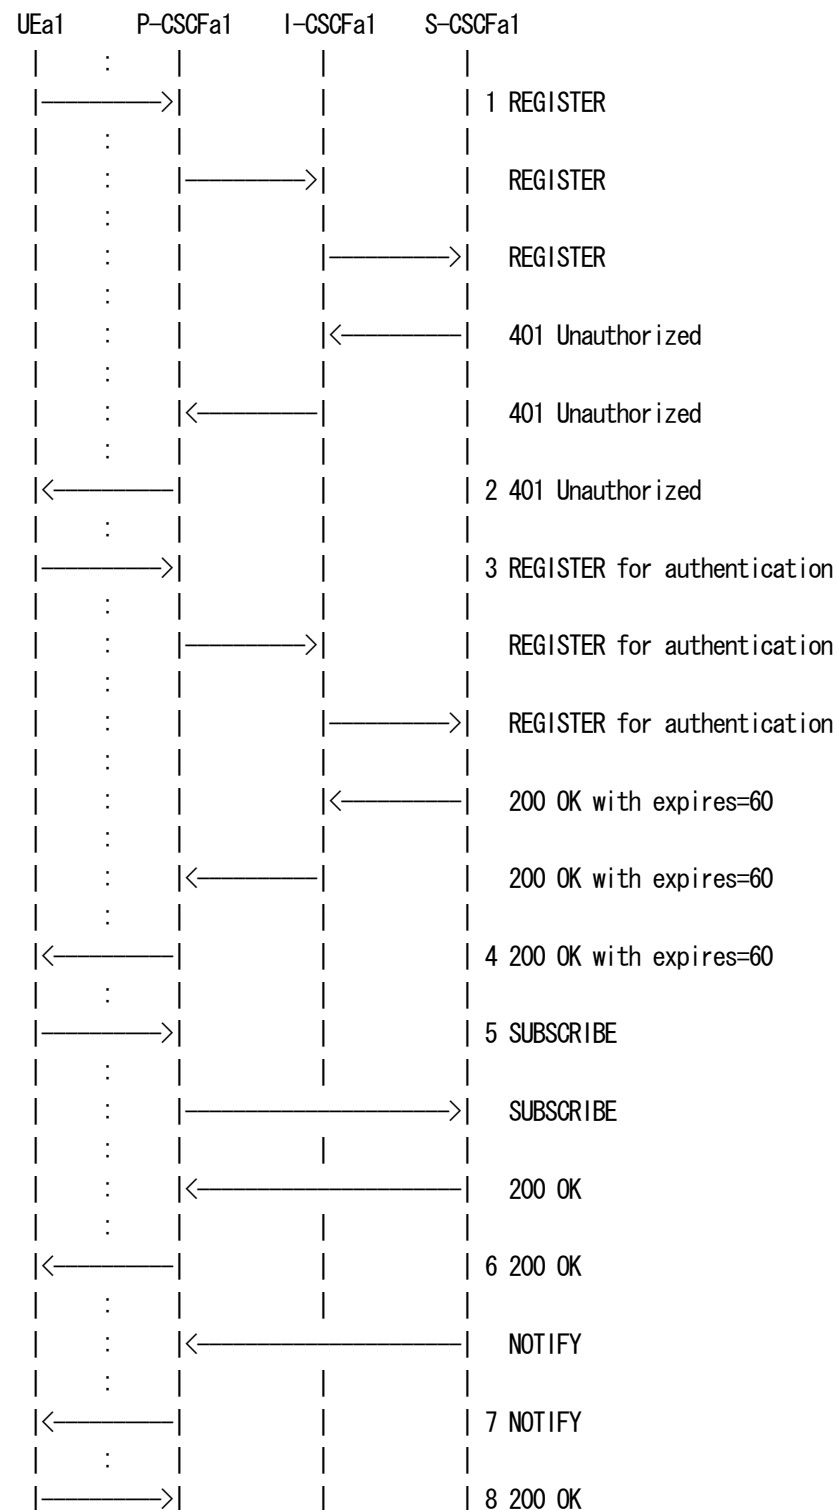 UEa1 P-CSCFa1 I-CSCFa1 S-CSCFa1
1 REGISTER
REGISTER
REGISTER
401 Unauthorized
401 Unauthorized
2 401 Unauthorized
3 REGISTER for authentication
REGISTER for authentication
REGISTER for authentication
200 OK with expires=60
200 OK with expires=60
4 200 OK with expires=60
5 SUBSCRIBE
SUBSCRIBE
200 OK
6 200 OK
NOTIFY
7 NOTIFY
8 200 OK